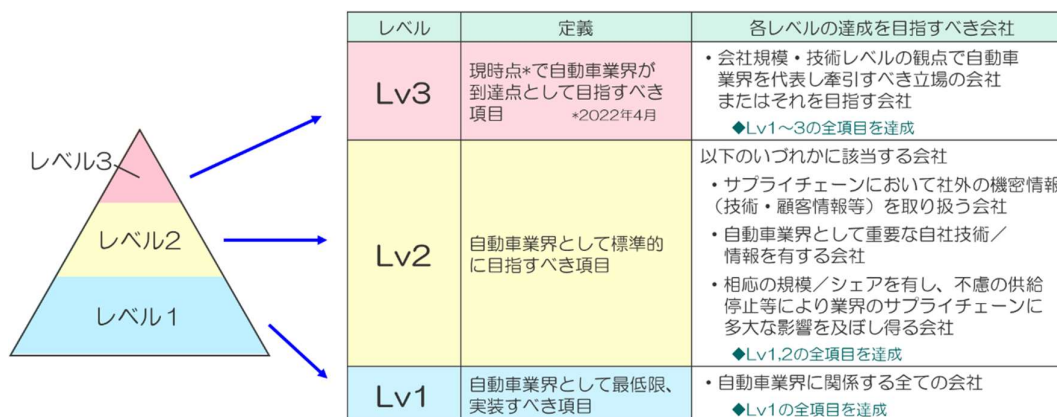 レベル3
レベル2
レベル1
レベル 定義 各レベルの達成を目指すべき会社
Lv3
現時点*で自動車業界が
到達点として目指すべき
項目 *2022年4月
・会社規模・技術レベルの観点で自動車
業界を代表し牽引すべき立場の会社
またはそれを目指す会社
◆Lv1～3の全項目を達成
Lv2
自動車業界として標準的
に目指すべき項目
以下のいづれかに該当する会社
・サプライチェーンにおいて社外の機密情報
（技術・顧客情報等）を取り扱う会社
・自動車業界として重要な自社技術／
情報を有する会社
・相応の規模／シェアを有し、不慮の供給
停止等により業界のサプライチェーンに
多大な影響を及ぼし得る会社
◆Lv1,2の全項目を達成
Lv1
自動車業界として最低限、
実装すべき項目
・自動車業界に関係する全ての会社
◆Lv1の全項目を達成